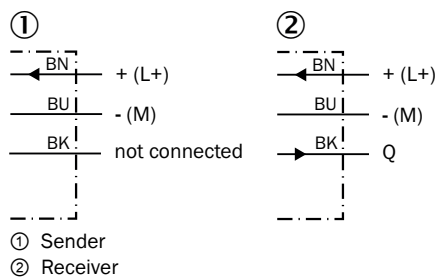 ① ②
BN + (L+) BN + (L+)
BU - (M) BU - (M)
BK not connected BK Q
① Sender
② Receiver